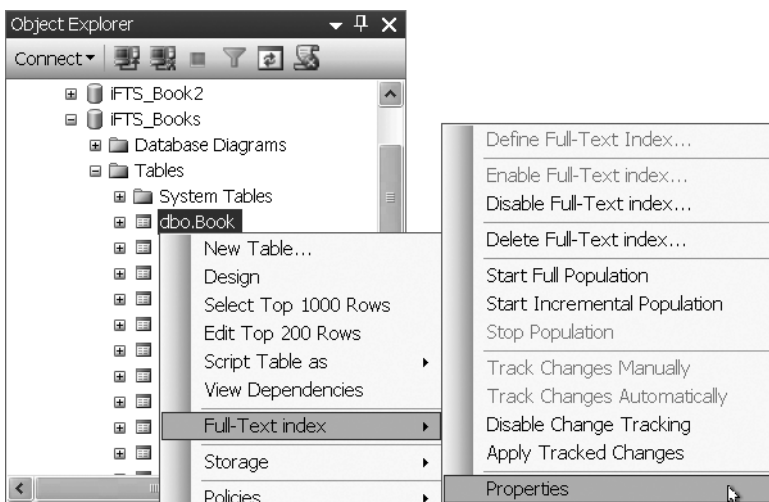 Object Explorer
Connect
iFTS_Book2
iFTS_Books
Database Diagrams
Tables
System Tables
dbo.Book
New Table...
Design
Select Top 1000 Rows
Edit Top 200 Rows
Script Table as
View Dependencies
Full-Text index
Storage
Policies
Define Full-Text Index...
Enable Full-Text index...
Disable Full-Text index...
Delete Full-Text index...
Start Full Population
Start Incremental Population
Stop Population
Track Changes Manually
Track Changes Automatically
Disable Change Tracking
Apply Tracked Changes
Properties